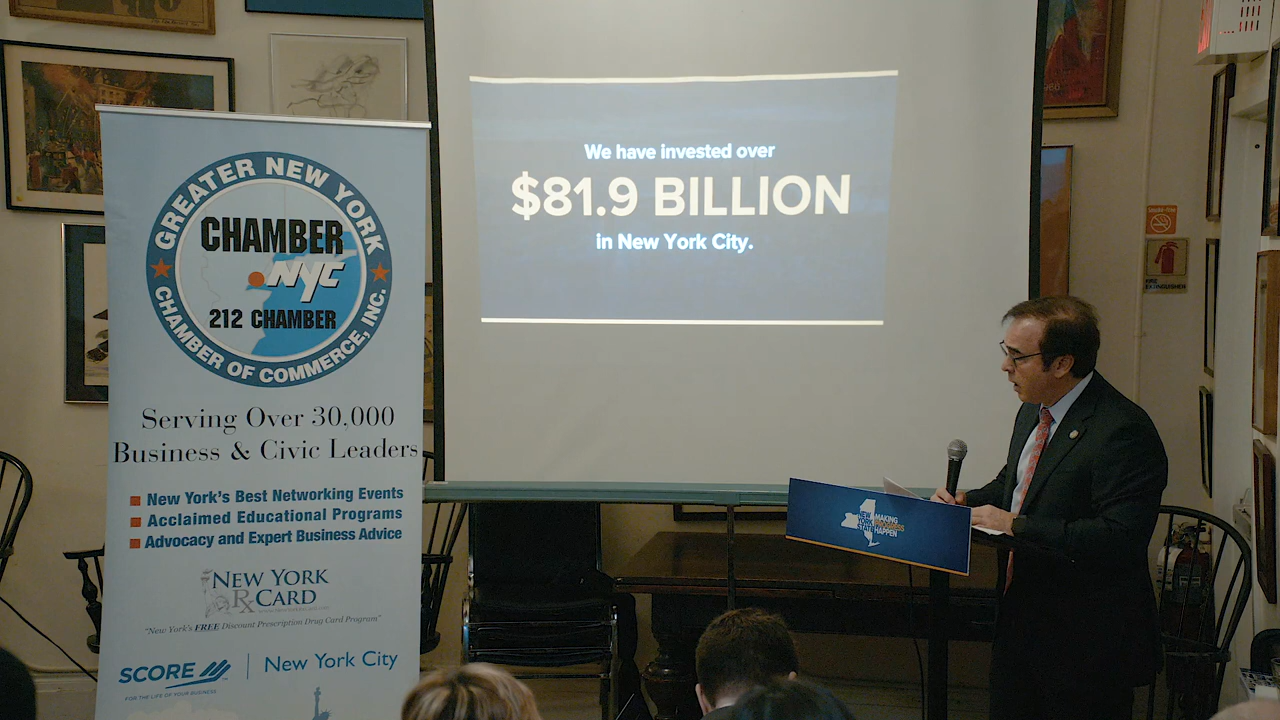 GREATER NEW YORK
CHAMBER
NYC
212 CHAMBER
CHAMBER OF COMMERCE, INC.
Serving Over 30,000
Business & Civic Leaders
New York's Best Networking Events
Acclaimed Educational Programs
Advocacy and Expert Business Advice
NEW YORK
Rx CARD
"New York's FREE Discount Prescription Drug Card Program"
SCORE
FOR THE LIFE OF YOUR BUSINESS
New York City
We have invested over
$81.9 BILLION
in New York City.
NEW YORK STATE
MAKING
HAPPEN
FIRE
EXTINGUISHER